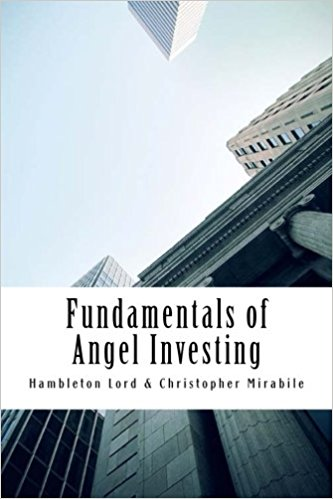 Fundamentals of
Angel Investing
Hambleton Lord & Christopher Mirabile